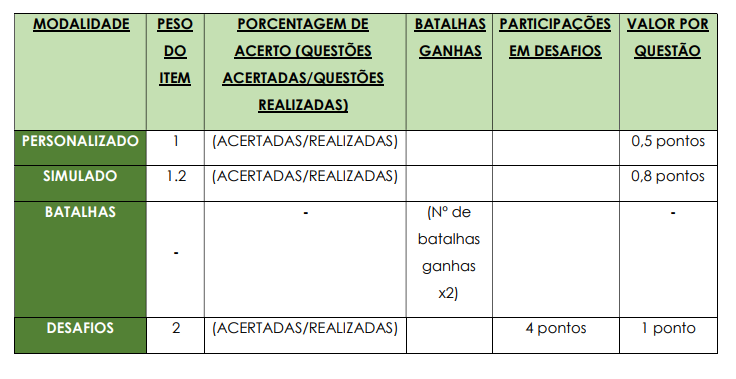 MODALIDADE
PESO
DO
ITEM
PORCENTAGEM DE
ACERTO (QUESTÕES
ACERTADAS/QUESTÕES
REALIZADAS)
BATALHAS
GANHAS
PARTICIPAÇÕES
EM DESAFIOS
VALOR POR
QUESTÃO
PERSONALIZADO
1
(ACERTADAS/REALIZADAS)
0,5 pontos
SIMULADO
1.2
(ACERTADAS/REALIZADAS)
0,8 pontos
BATALHAS
-
-
(Nº de
batalhas
ganhas
x2)
-
DESAFIOS
2
(ACERTADAS/REALIZADAS)
4 pontos
1 ponto